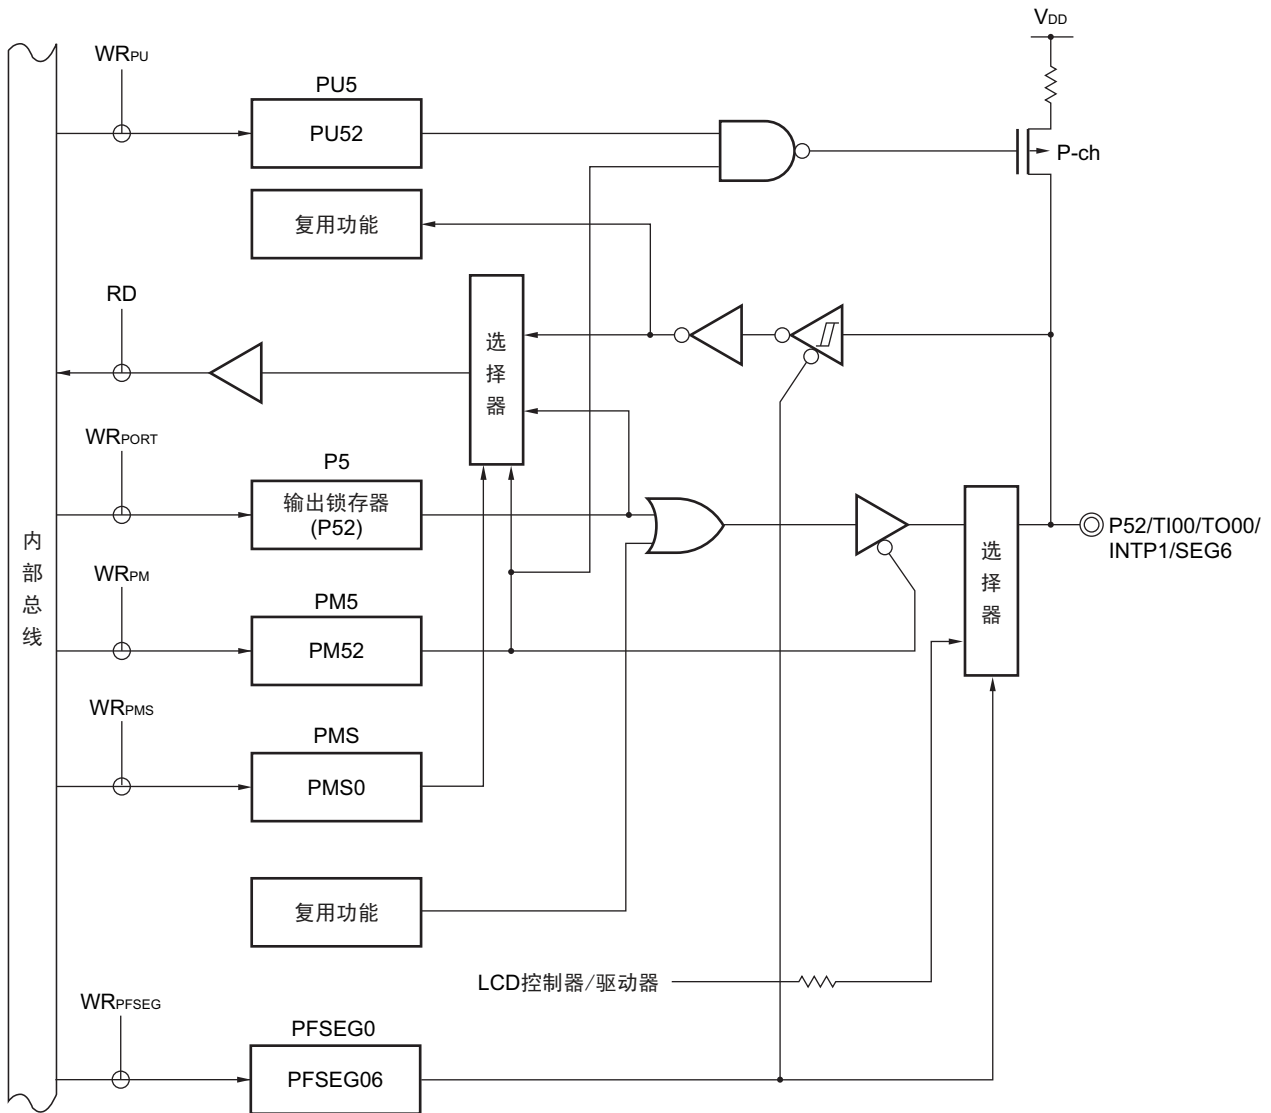 VDD
WRPU
PU5
PU52
P-ch
复用功能
RD
选择器
WRPORT
P5
输出锁存器
(P52)
P52/TI00/TO00/
INTP1/SEG6
选择器
内部总线
WRPM
PM5
PM52
WRPMS
PMS
PMS0
复用功能
LCD控制器/驱动器
WRPFSEG
PFSEG0
PFSEG06